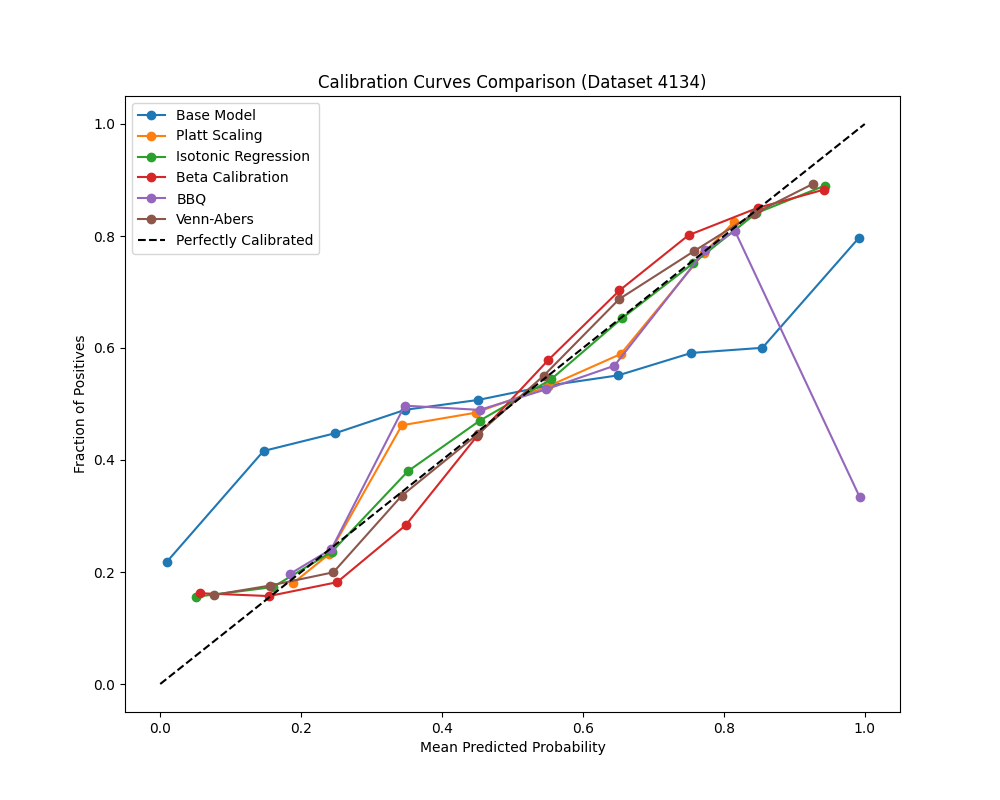 Calibration Curves Comparison (Dataset 4134)
Base Model
Platt Scaling
Isotonic Regression
Beta Calibration
BBQ
Venn-Abers
Perfectly Calibrated
Fraction of Positives
1.0
0.8
0.6
0.4
0.2
0.0
0.0 0.2 0.4 0.6 0.8 1.0
Mean Predicted Probability